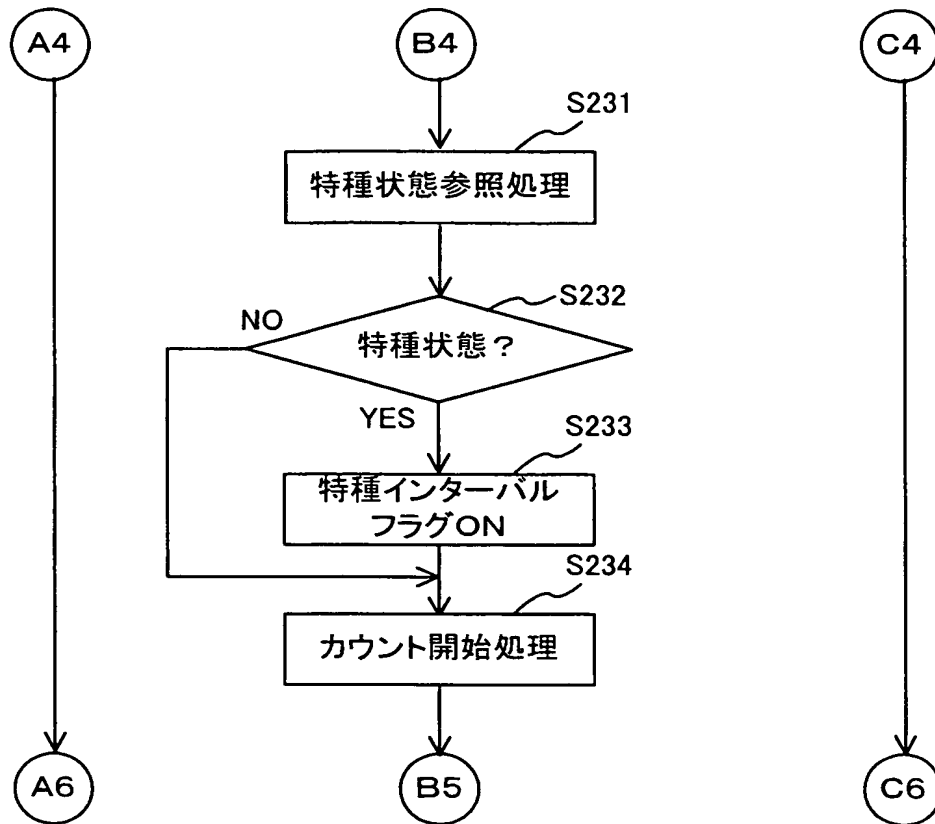 A4
B4
C4
S231
特種状態参照処理
S232
NO
特種状態？
YES
S233
特種インターバル
フラグON
S234
カウント開始処理
A6
B5
C6